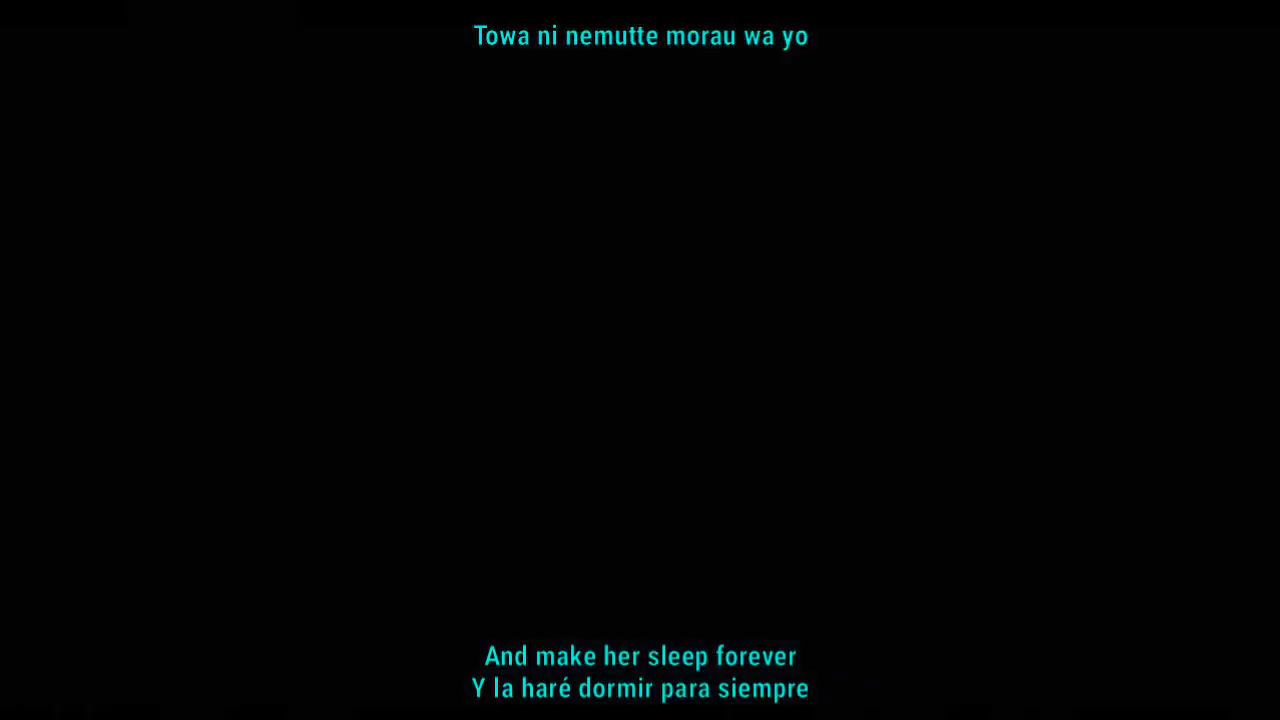 Towa ni nemutte morau wa yo
And make her sleep forever
Y la haré dormir para siempre